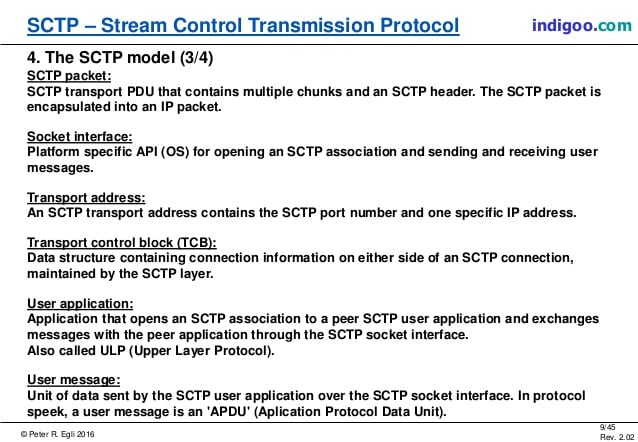 SCTP – Stream Control Transmission Protocol
indigoo.com
4. The SCTP model (3/4)
SCTP packet:
SCTP transport PDU that contains multiple chunks and an SCTP header. The SCTP packet is
encapsulated into an IP packet.
Socket interface:
Platform specific API (OS) for opening an SCTP association and sending and receiving user
messages.
Transport address:
An SCTP transport address contains the SCTP port number and one specific IP address.
Transport control block (TCB):
Data structure containing connection information on either side of an SCTP connection,
maintained by the SCTP layer.
User application:
Application that opens an SCTP association to a peer SCTP user application and exchanges
messages with the peer application through the SCTP socket interface.
Also called ULP (Upper Layer Protocol).
User message:
Unit of data sent by the SCTP user application over the SCTP socket interface. In protocol
speek, a user message is an 'APDU' (Aplication Protocol Data Unit).
© Peter R. Egli 2016
9/45
Rev. 2.02